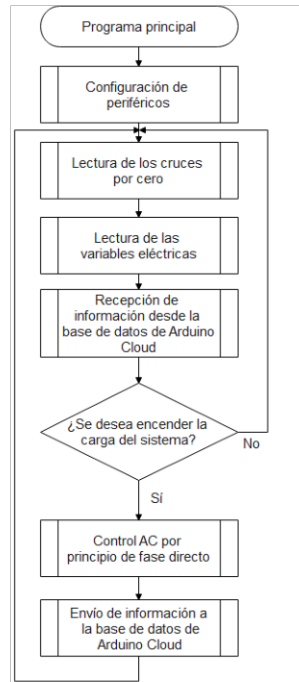 Programa principal
Configuración de
periféricos
Lectura de los cruces
por cero
Lectura de las
variables eléctricas
Recepción de
información desde la
base de datos de Arduino
Cloud
¿Se desea encender la
carga del sistema?
No
Sí
Control AC por
principio de fase directo
Envío de información a
la base de datos de
Arduino Cloud